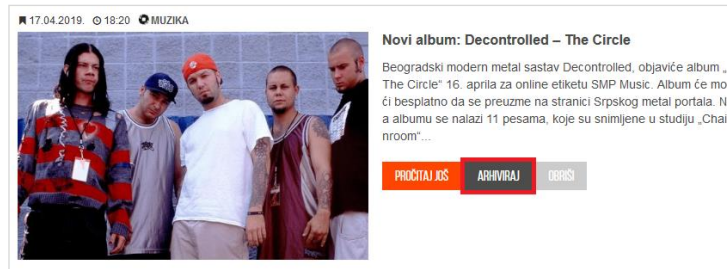 17.04.2019. 18:20 MUZIKA
Novi album: Decontrolled – The Circle
Beogradski modern metal sastav Decontrolled, objaviće album „
The Circle“ 16. aprila za online etiketu SMP Music. Album će mo
ći besplatno da se preuzme na stranici Srpskog metal portala. N
a albumu se nalazi 11 pesama, koje su snimljene u studiju „Chai
nroom“...
PROČITAJ JOŠ ARHIVIRAJ OBRIŠI